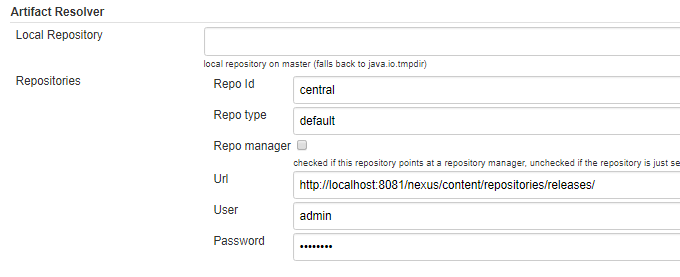 Artifact Resolver
Local Repository
local repository on master (falls back to java.io.tmpdir)
Repositories
Repo Id
central
Repo type
default
Repo manager
checked if this repository points at a repository manager, unchecked if the repository is just se
Url
http://localhost:8081/nexus/content/repositories/releases/
User
admin
Password
••••••••